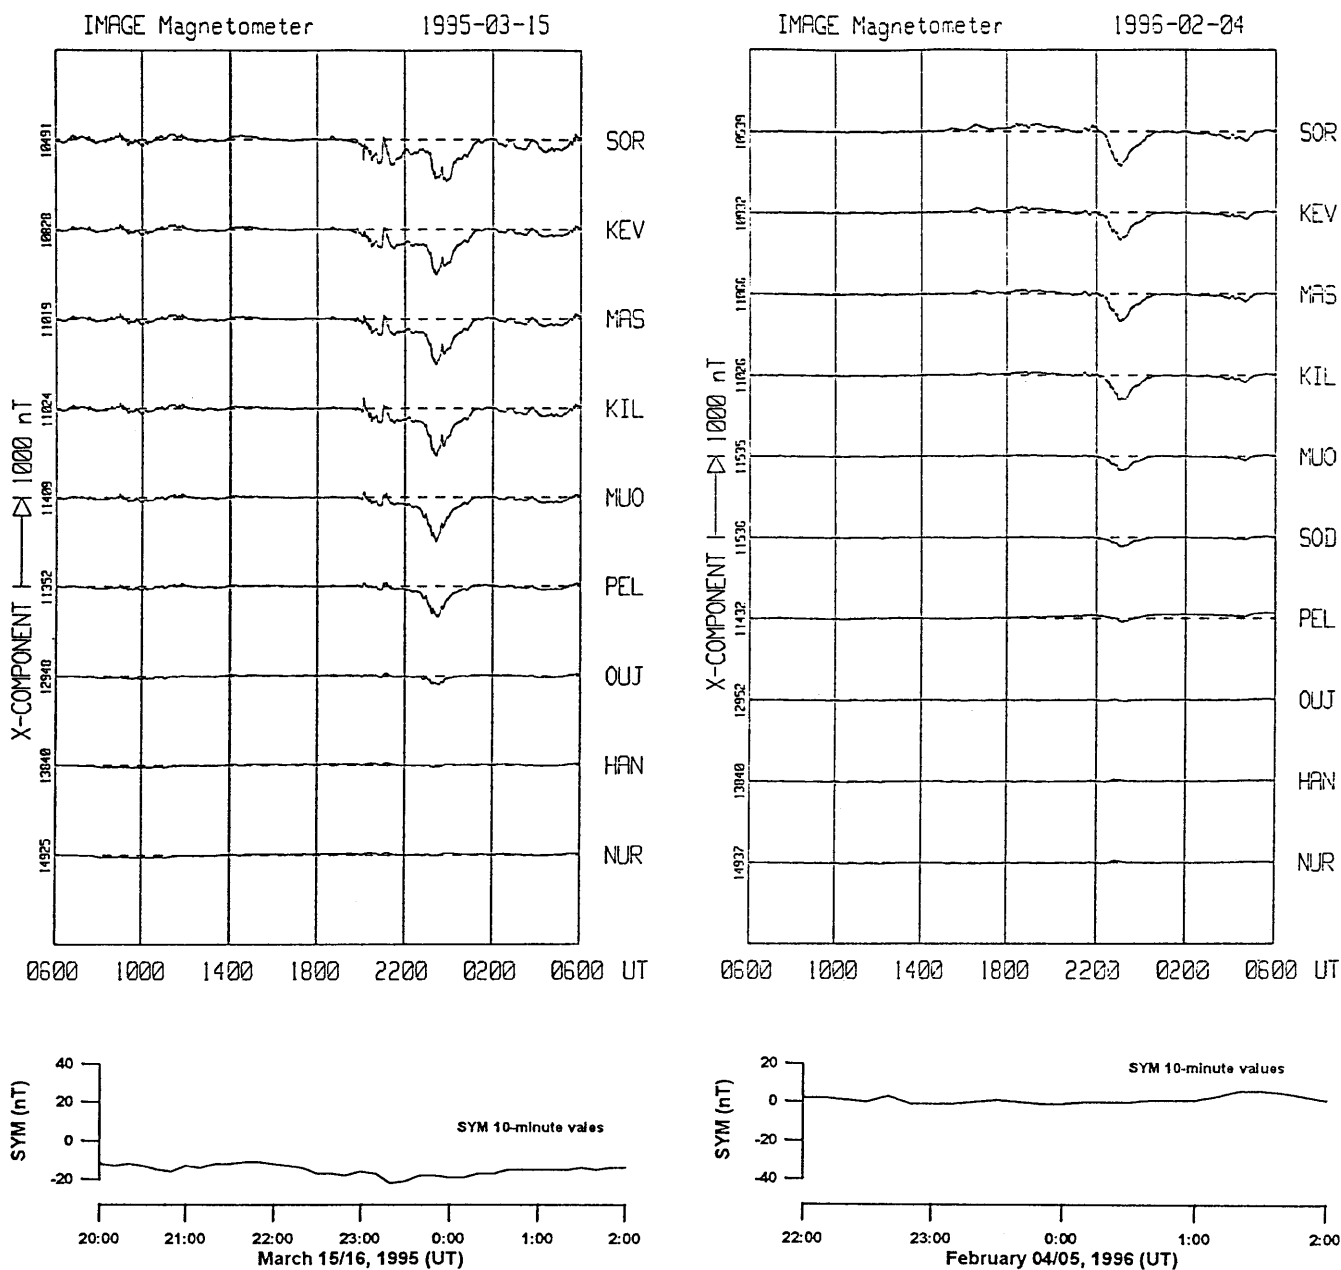 IMAGE Magnetometer 1995-03-15
SOR
KEV
MAS
KIL
MUO
PEL
OUJ
HAN
NUR
10491
10828
11019
11024
11409
11352
12940
13840
14925
X-COMPONENT 1000 nT
0600 1000 1400 1800 2200 0200 0600 UT
IMAGE Magnetometer 1996-02-04
SOR
KEV
MAS
KIL
MUO
SOD
PEL
OUJ
HAN
NUR
10539
10932
11066
11026
11535
11536
11432
12952
13840
14937
X-COMPONENT 1000 nT
0600 1000 1400 1800 2200 0200 0600 UT
SYM (nT)
40
20
0
-20
SYM 10-minute vales
20:00 21:00 22:00 23:00 0:00 1:00 2:00
March 15/16, 1995 (UT)
SYM (nT)
20
0
-20
-40
SYM 10-minute values
22:00 23:00 0:00 1:00 2:00
February 04/05, 1996 (UT)